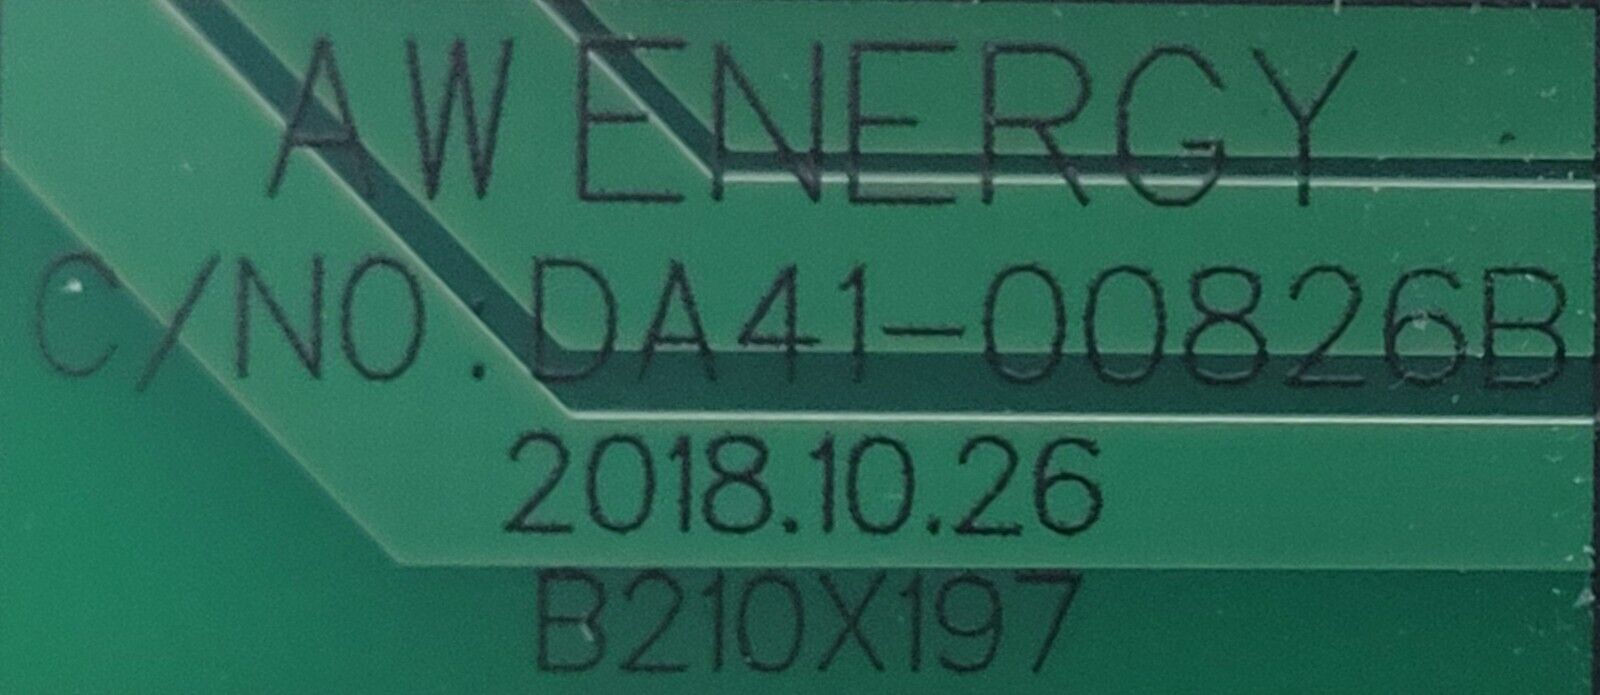 AW ENERGY
C/NO.DA41-00826B
2018.10.26
B210X197